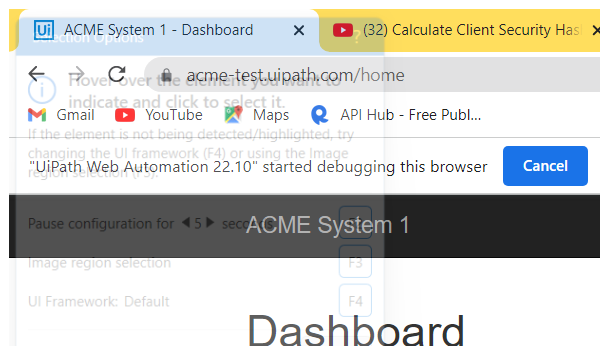 Ui ACME System 1 - Dashboard
(32) Calculate Client Security Has
Selection Options
?
acme-test.uipath.com/home
Hover over the element you want to
indicate and click to select it.
Gmail YouTube Maps API Hub - Free Publ...
If the element is not being detected/highlighted, try
changing the UI framework (F4) or using the Image
region selection (F3).
"UiPath Web Automation 22.10" started debugging this browser
Cancel
Pause configuration for 5 seconds
ACME System 1
Image region selection F3
UI Framework: Default F4
Dashboard